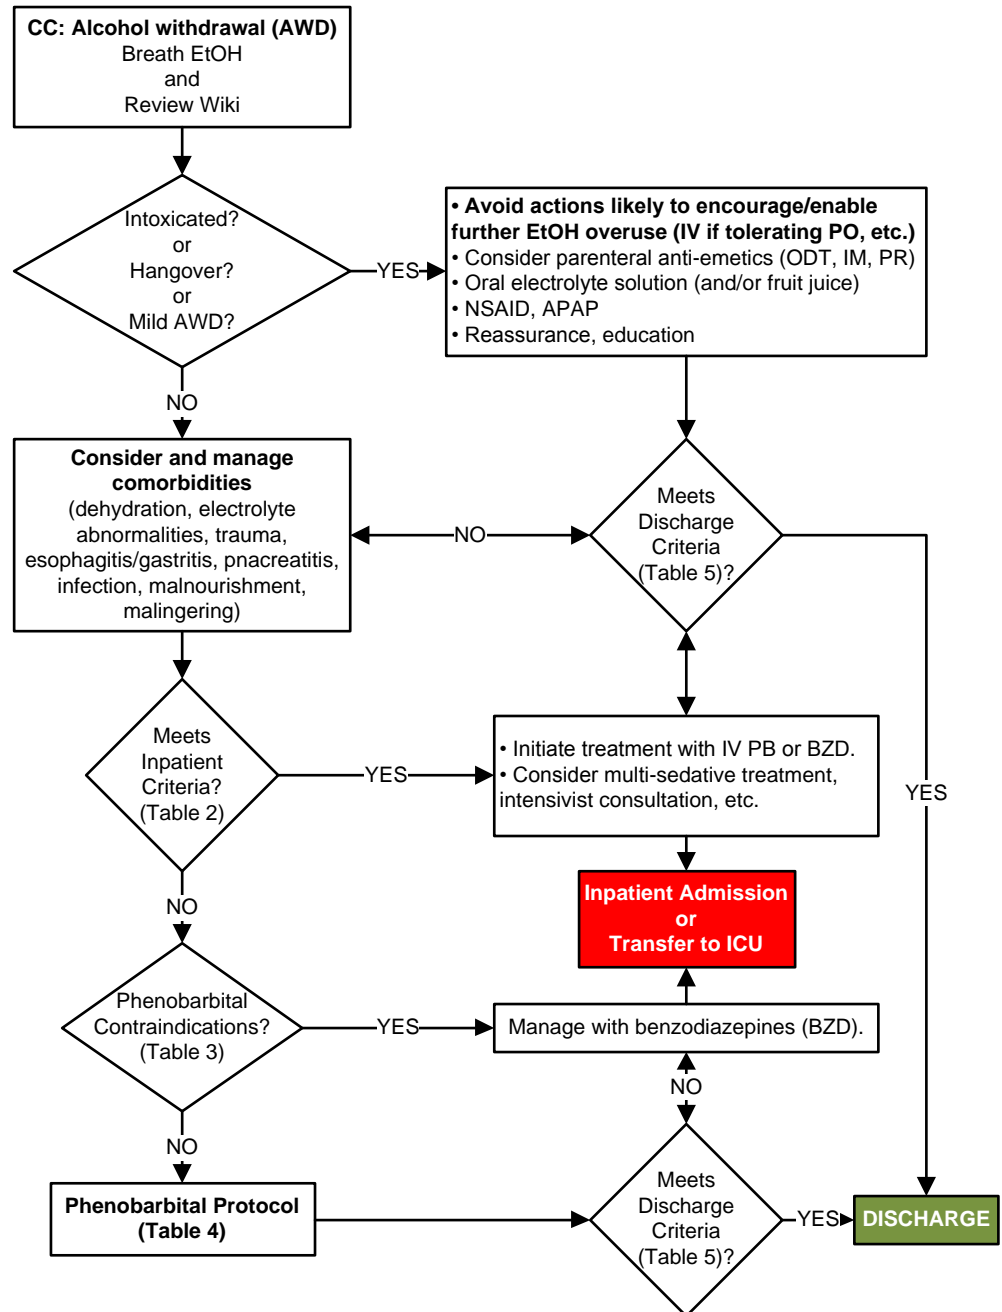 CC: Alcohol withdrawal (AWD)
Breath EtOH
and
Review Wiki
Intoxicated?
or
Hangover?
or
Mild AWD?
YES
• Avoid actions likely to encourage/enable
further EtOH overuse (IV if tolerating PO, etc.)
• Consider parenteral anti-emetics (ODT, IM, PR)
• Oral electrolyte solution (and/or fruit juice)
• NSAID, APAP
• Reassurance, education
NO
Consider and manage
comorbidities
(dehydration, electrolyte
abnormalities, trauma,
esophagitis/gastritis, pnacreatitis,
infection, malnourishment,
malingering)
NO
Meets
Discharge
Criteria
(Table 5)?
YES
Meets
Inpatient
Criteria?
(Table 2)
YES
• Initiate treatment with IV PB or BZD.
• Consider multi-sedative treatment,
intensivist consultation, etc.
Inpatient Admission
or
Transfer to ICU
NO
Phenobarbital
Contraindications?
(Table 3)
YES
Manage with benzodiazepines (BZD).
NO
NO
Phenobarbital Protocol
(Table 4)
Meets
Discharge
Criteria
(Table 5)?
YES
DISCHARGE